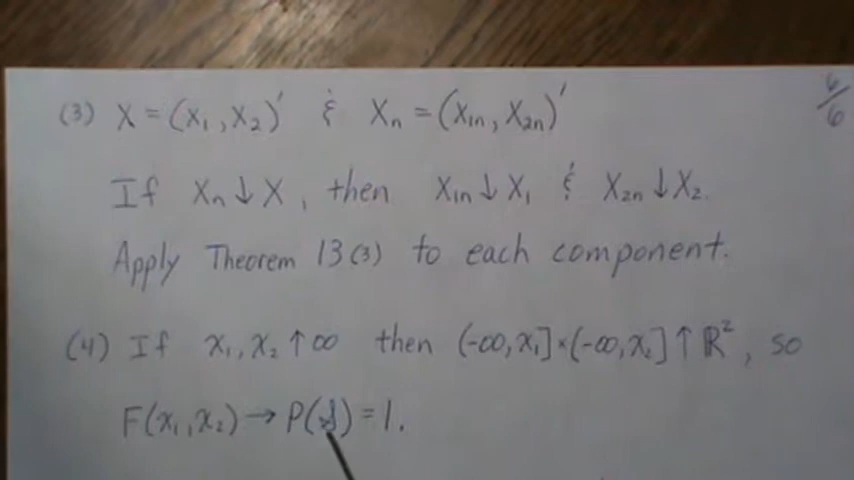 6/6
(3) X = (X₁, X₂)' & Xₙ = (X₁ₙ, X₂ₙ)'
If Xₙ ↓ X, then X₁ₙ ↓ X₁ & X₂ₙ ↓ X₂.
Apply Theorem 13(3) to each component.
(4) If x₁, x₂ ↑ ∞ then (-∞, x₁] × (-∞, x₂] ↑ ℝ², so
F(x₁, x₂) → P(𝒮) = 1.